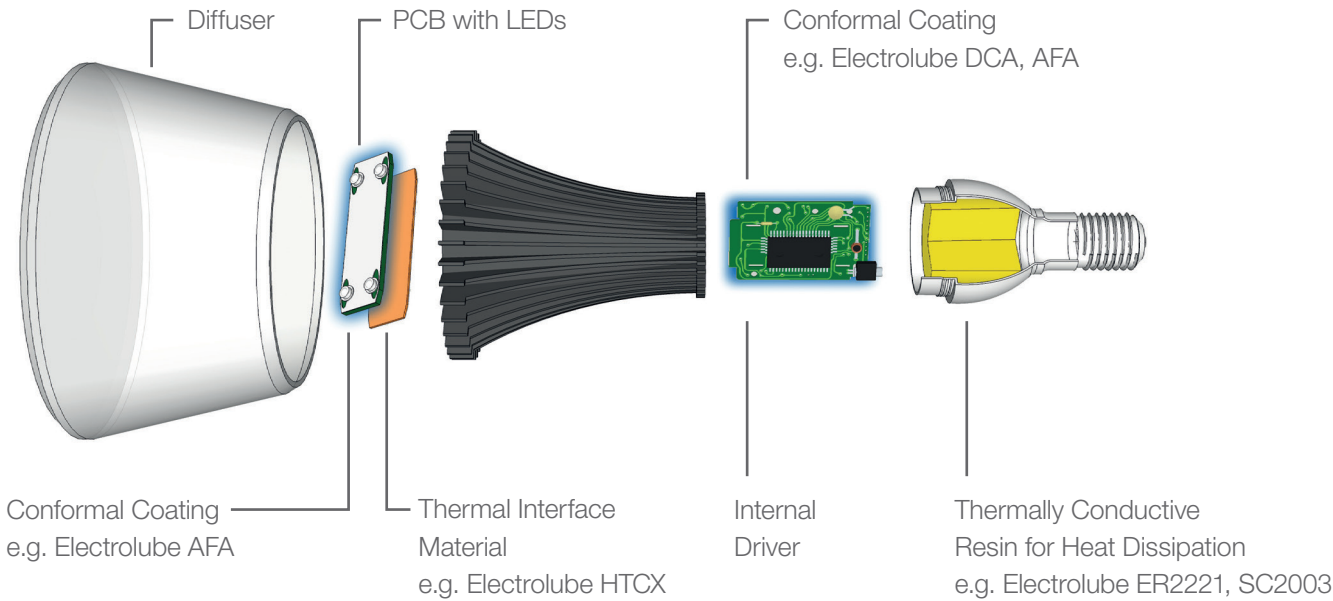 Diffuser
PCB with LEDs
Conformal Coating
e.g. Electrolube DCA, AFA
Conformal Coating
e.g. Electrolube AFA
Thermal Interface
Material
e.g. Electrolube HTCX
Internal
Driver
Thermally Conductive
Resin for Heat Dissipation
e.g. Electrolube ER2221, SC2003